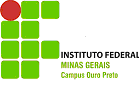 INSTITUTO FEDERAL
MINAS GERAIS
Campus Ouro Preto